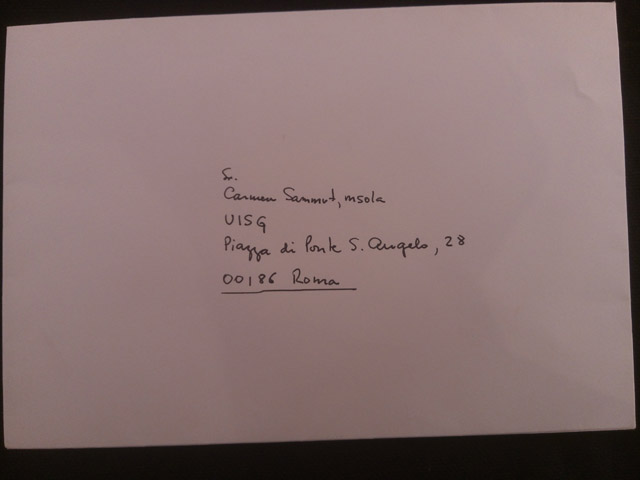 Sr.
Carmen Sammut, msola
UISG
Piazza di Ponte S. Angelo, 28
00186 Roma